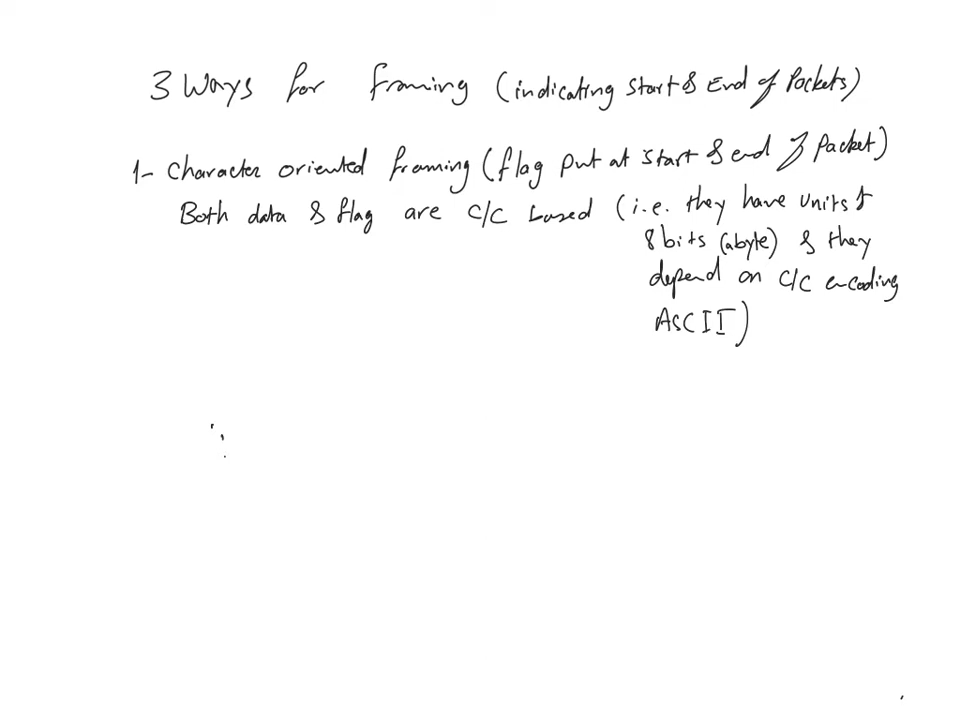 3 Ways for framing (indicating Start & End of Packets)
1- Character oriented framing (flag put at start & end of Packet)
Both data & flag are c/c based (i.e. they have units of
8 bits (a byte) & they
depend on c/c encoding
ASCII)